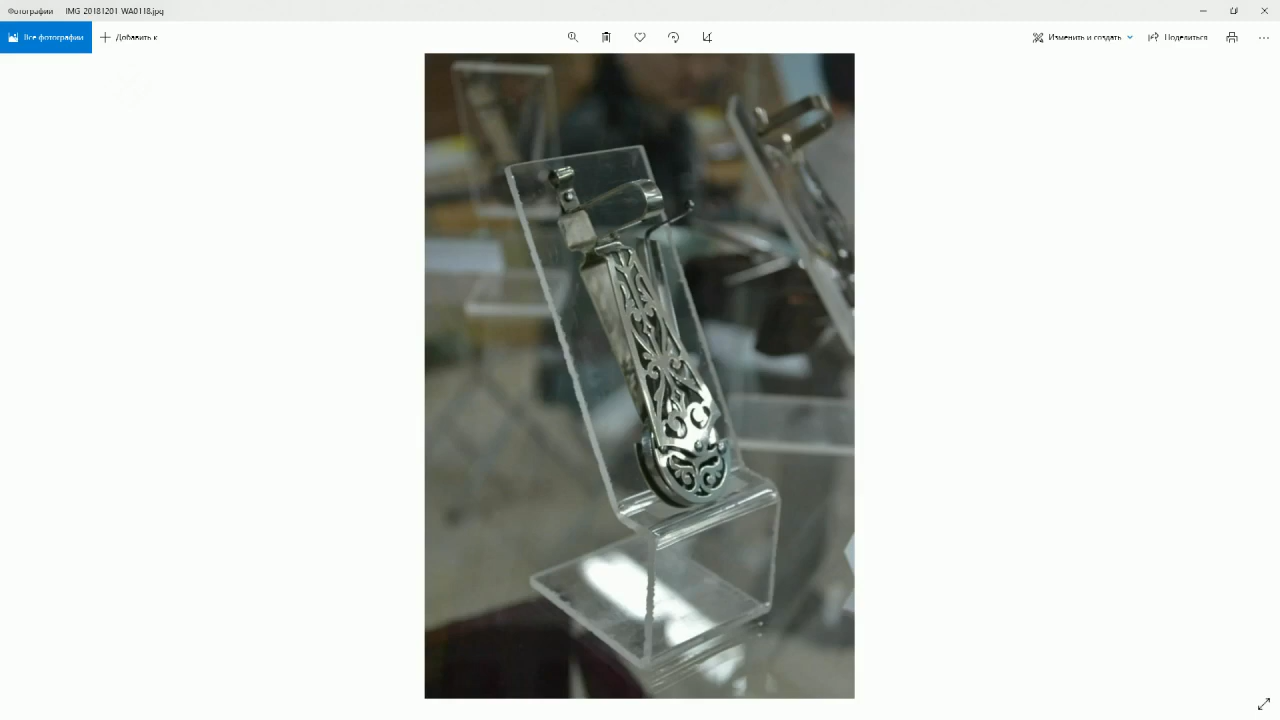 Фотографии IMG-20181201-WA0118.jpg
Все фотографии
Добавить к
Изменить и создать
Поделиться